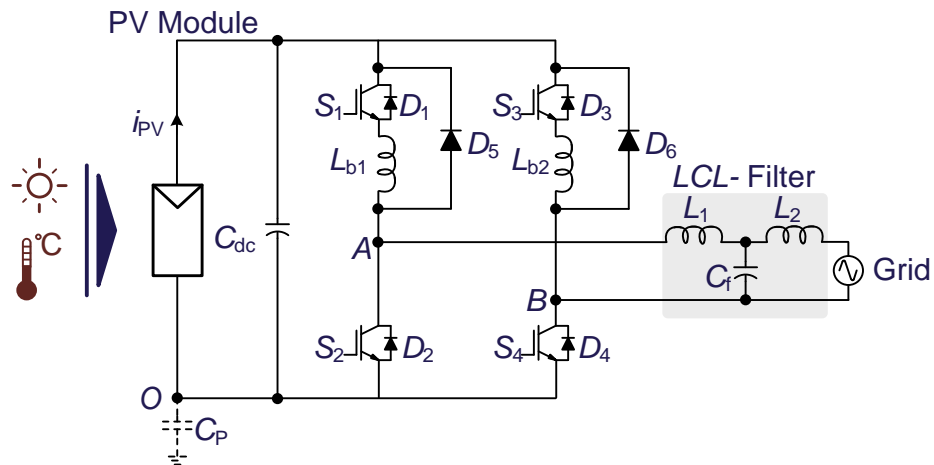 PV Module
S1
D1
S3
D3
iPV
D5
D6
Lb1
Lb2
LCL- Filter
°C
L1
L2
Cdc
A
Cf
Grid
B
S2
D2
S4
D4
O
CP